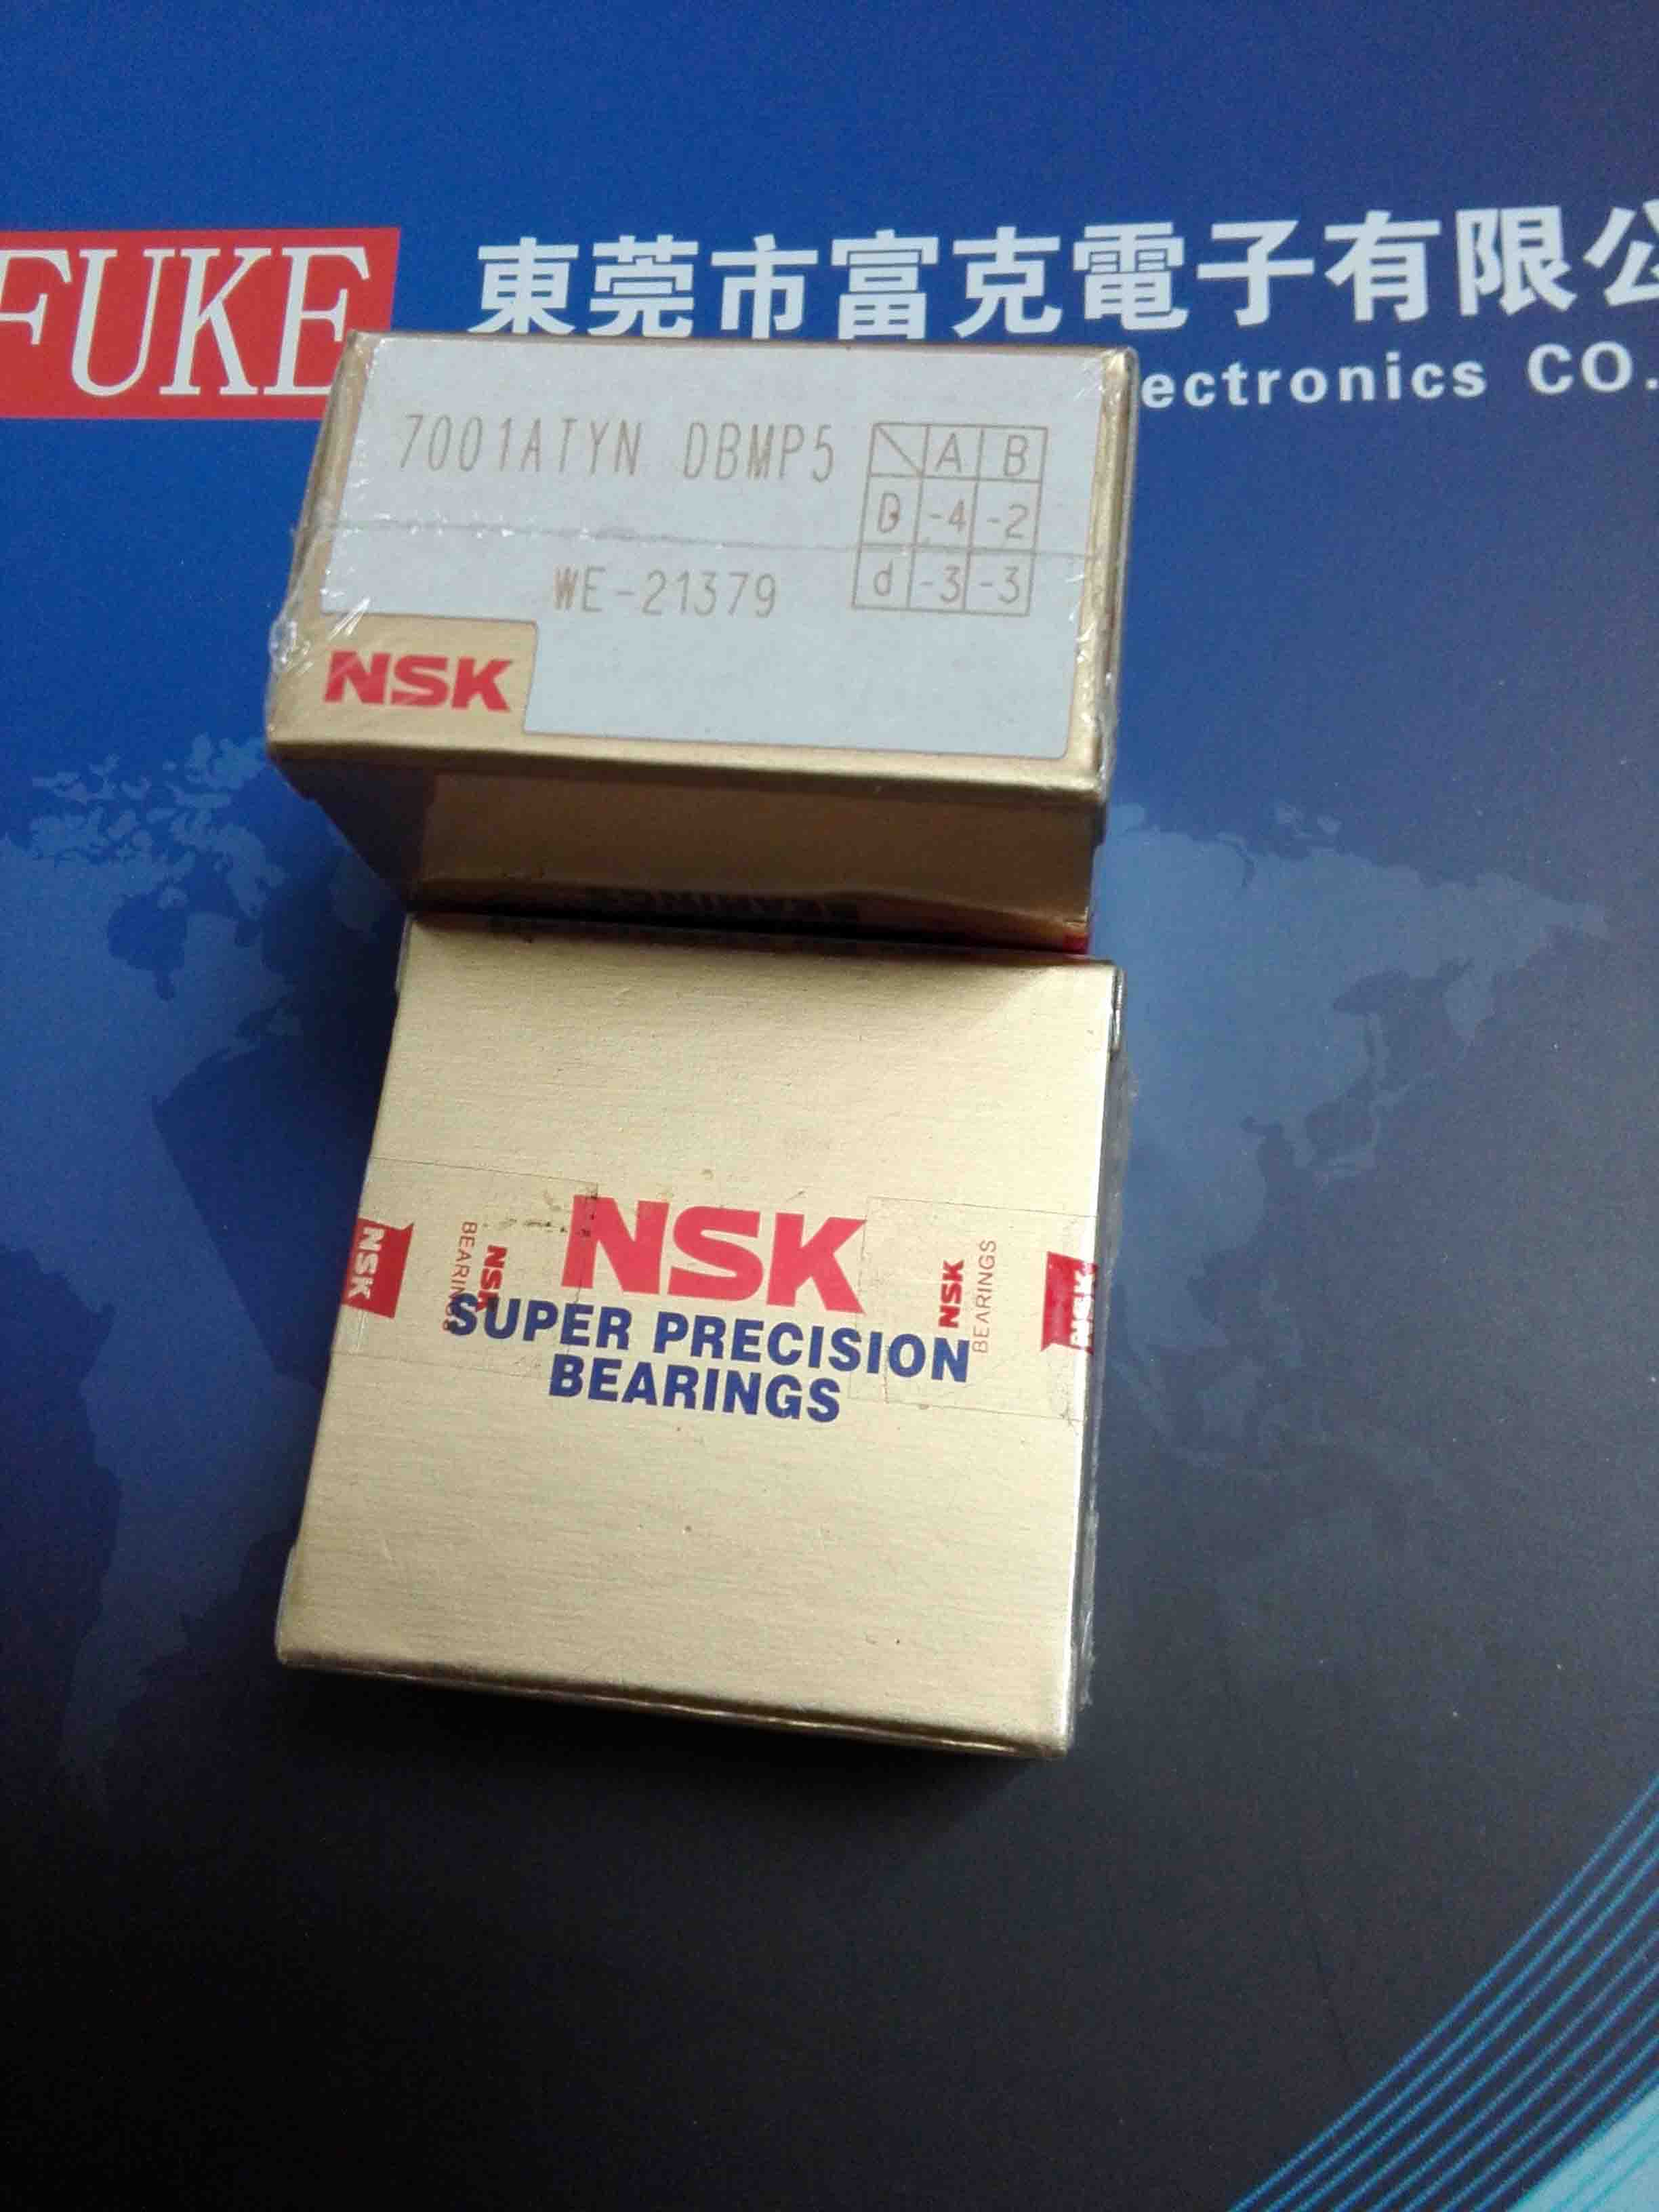 FUKE
東莞市富克電子有限公
ectronics CO.
7001ATYN DBMP5
A B
D -4 -2
d -3 -3
WE-21379
NSK
BEARINGS
NSK
SUPER PRECISION
BEARINGS
NSK
BEARINGS
NSK
NSK
BEARINGS
NSK